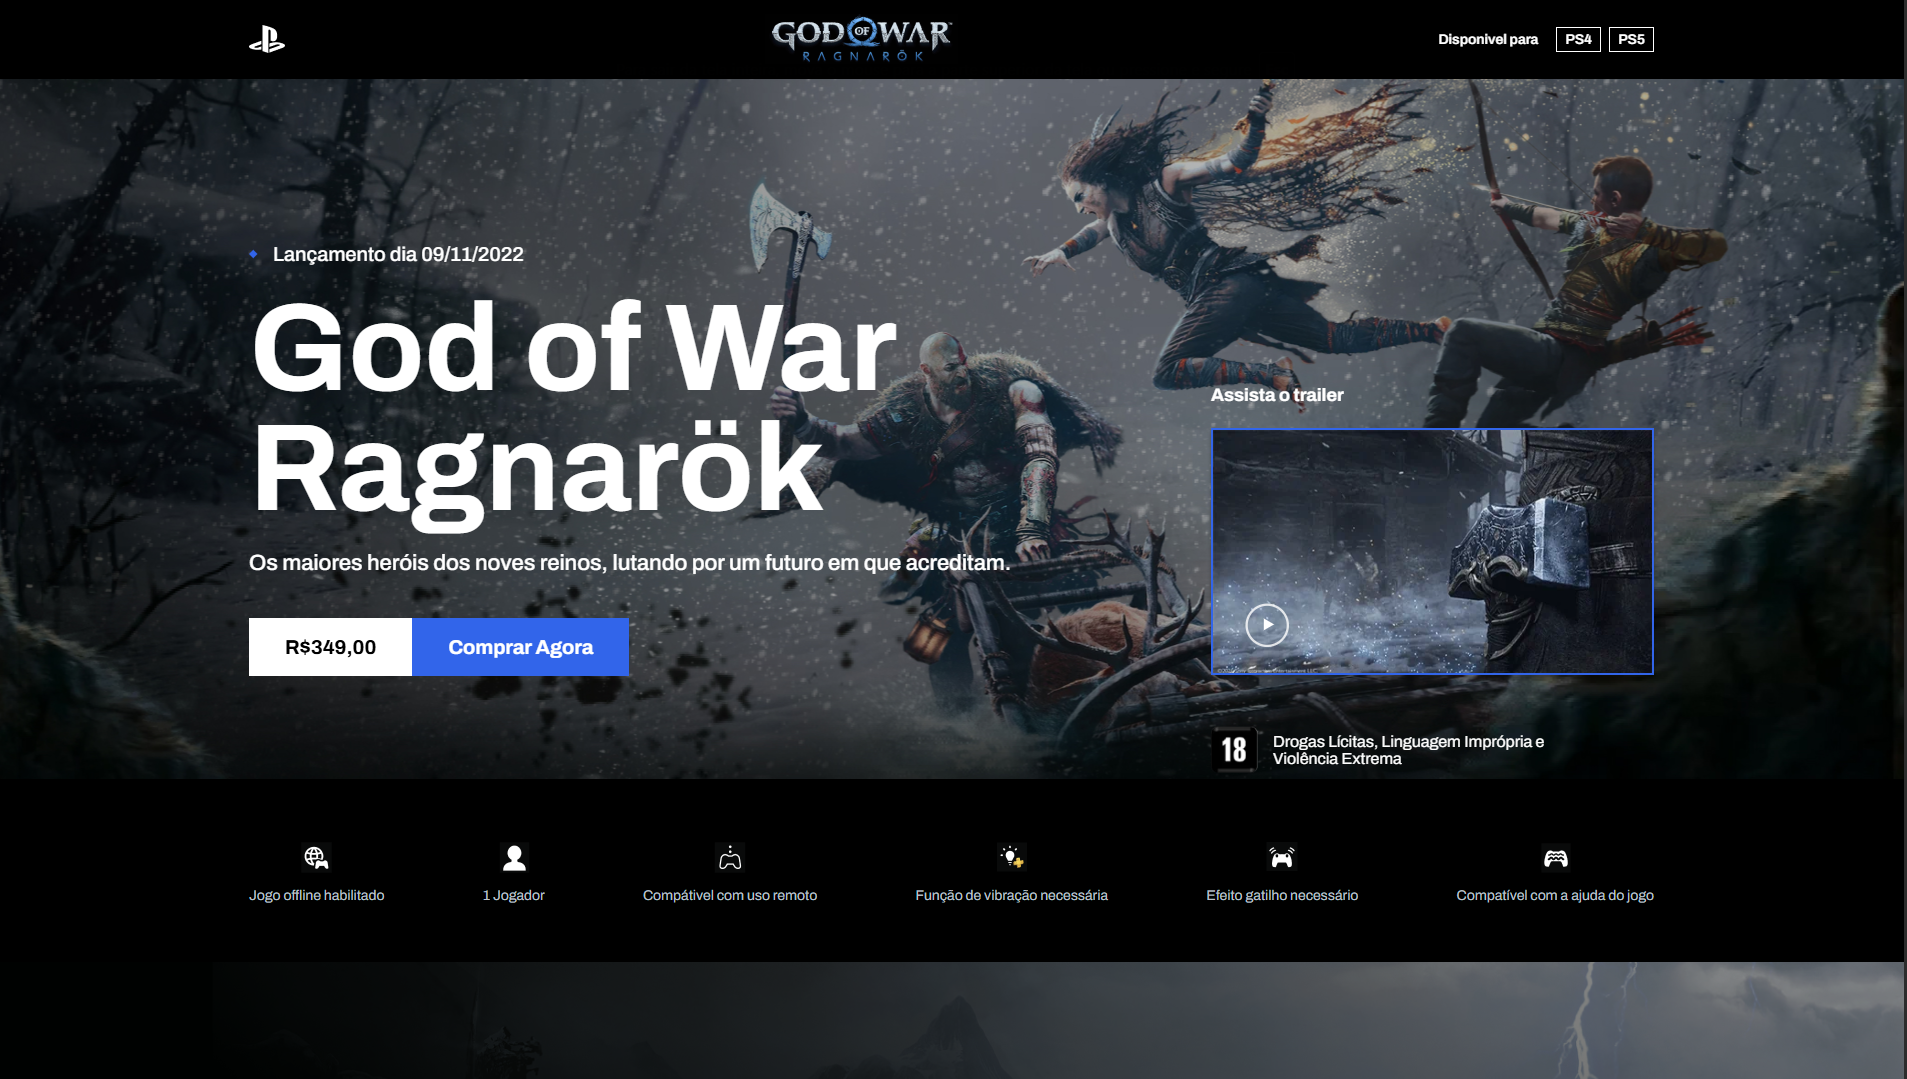 GOD OF WAR
RAGNARÖK
Disponivel para
PS4
PS5
Lançamento dia 09/11/2022
God of War
Ragnarök
Os maiores heróis dos noves reinos, lutando por um futuro em que acreditam.
R$349,00
Comprar Agora
Assista o trailer
18
Drogas Lícitas, Linguagem Imprópria e
Violência Extrema
Jogo offline habilitado
1 Jogador
Compátivel com uso remoto
Função de vibração necessária
Efeito gatilho necessário
Compatível com a ajuda do jogo